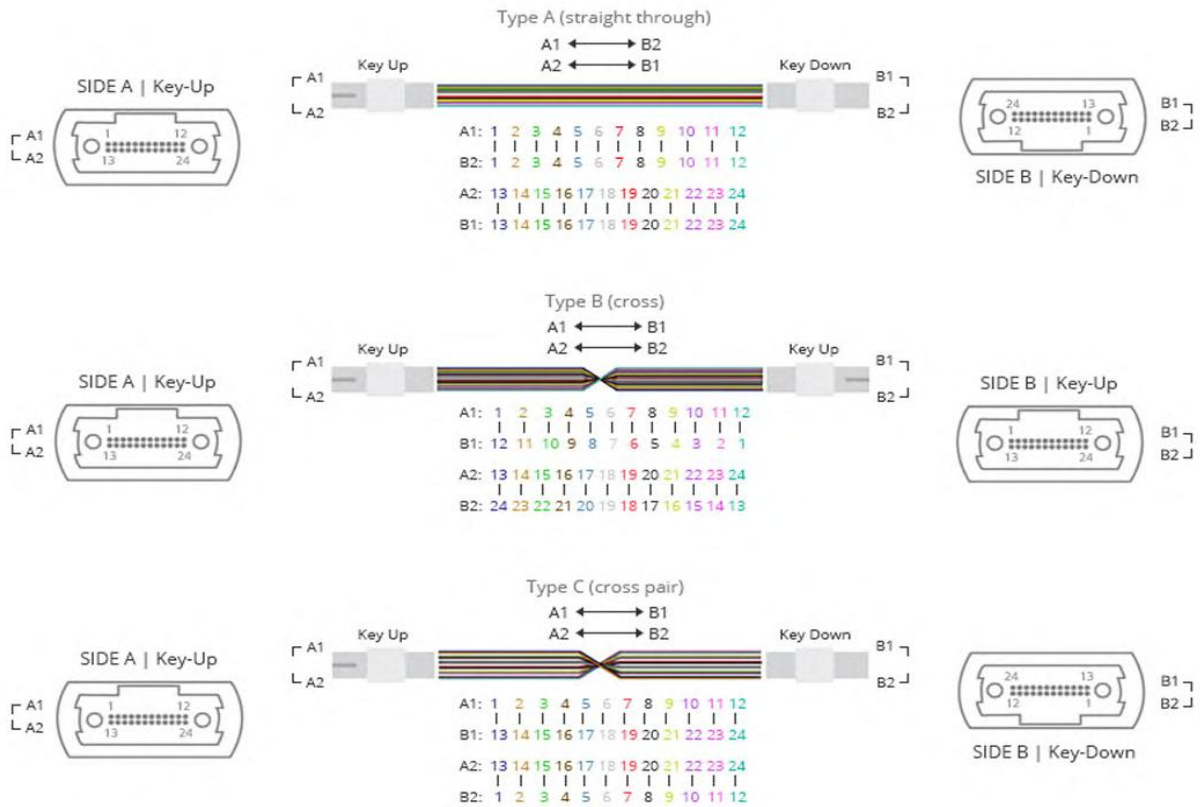 Type A (straight through)
A1 B2
A2 B1
SIDE A | Key-Up
A1
A2
1 12
13 24
Key Up
A1
A2
Key Down
B1
B2
24 13
12 1
B1
B2
SIDE B | Key-Down
A1: 1 2 3 4 5 6 7 8 9 10 11 12
B2: 1 2 3 4 5 6 7 8 9 10 11 12
A2: 13 14 15 16 17 18 19 20 21 22 23 24
B1: 13 14 15 16 17 18 19 20 21 22 23 24
Type B (cross)
A1 B1
A2 B2
SIDE A | Key-Up
A1
A2
1 12
13 24
Key Up
A1
A2
Key Up
B1
B2
SIDE B | Key-Up
1 12
13 24
B1
B2
A1: 1 2 3 4 5 6 7 8 9 10 11 12
B1: 12 11 10 9 8 7 6 5 4 3 2 1
A2: 13 14 15 16 17 18 19 20 21 22 23 24
B2: 24 23 22 21 20 19 18 17 16 15 14 13
Type C (cross pair)
A1 B1
A2 B2
SIDE A | Key-Up
A1
A2
1 12
13 24
Key Up
A1
A2
Key Down
B1
B2
24 13
12 1
B1
B2
SIDE B | Key-Down
A1: 1 2 3 4 5 6 7 8 9 10 11 12
B1: 13 14 15 16 17 18 19 20 21 22 23 24
A2: 13 14 15 16 17 18 19 20 21 22 23 24
B2: 1 2 3 4 5 6 7 8 9 10 11 12